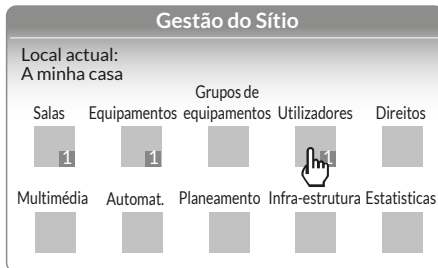 Gestão do Sítio
Local actual:
A minha casa
Salas Equipamentos Grupos de equipamentos Utilizadores Direitos
1 1 1
Multimédia Automat. Planeamento Infra-estrutura Estatisticas